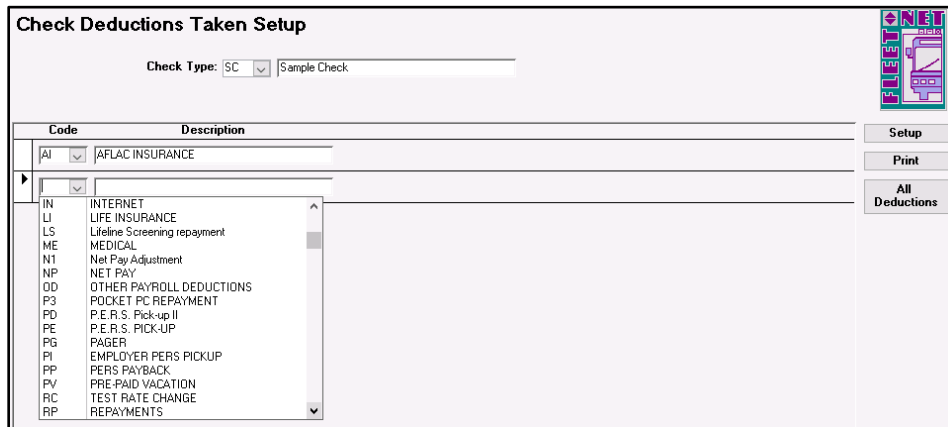 Check Deductions Taken Setup
FLEET NET
Check Type: SC Sample Check
Code Description
Setup
AI AFLAC INSURANCE
Print
All
Deductions
IN INTERNET
LI LIFE INSURANCE
LS Lifeline Screening repayment
ME MEDICAL
N1 Net Pay Adjustment
NP NET PAY
OD OTHER PAYROLL DEDUCTIONS
P3 POCKET PC REPAYMENT
PD P.E.R.S. Pick-up II
PE P.E.R.S. PICK-UP
PG PAGER
PI EMPLOYER PERS PICKUP
PP PERS PAYBACK
PV PRE-PAID VACATION
RC TEST RATE CHANGE
RP REPAYMENTS